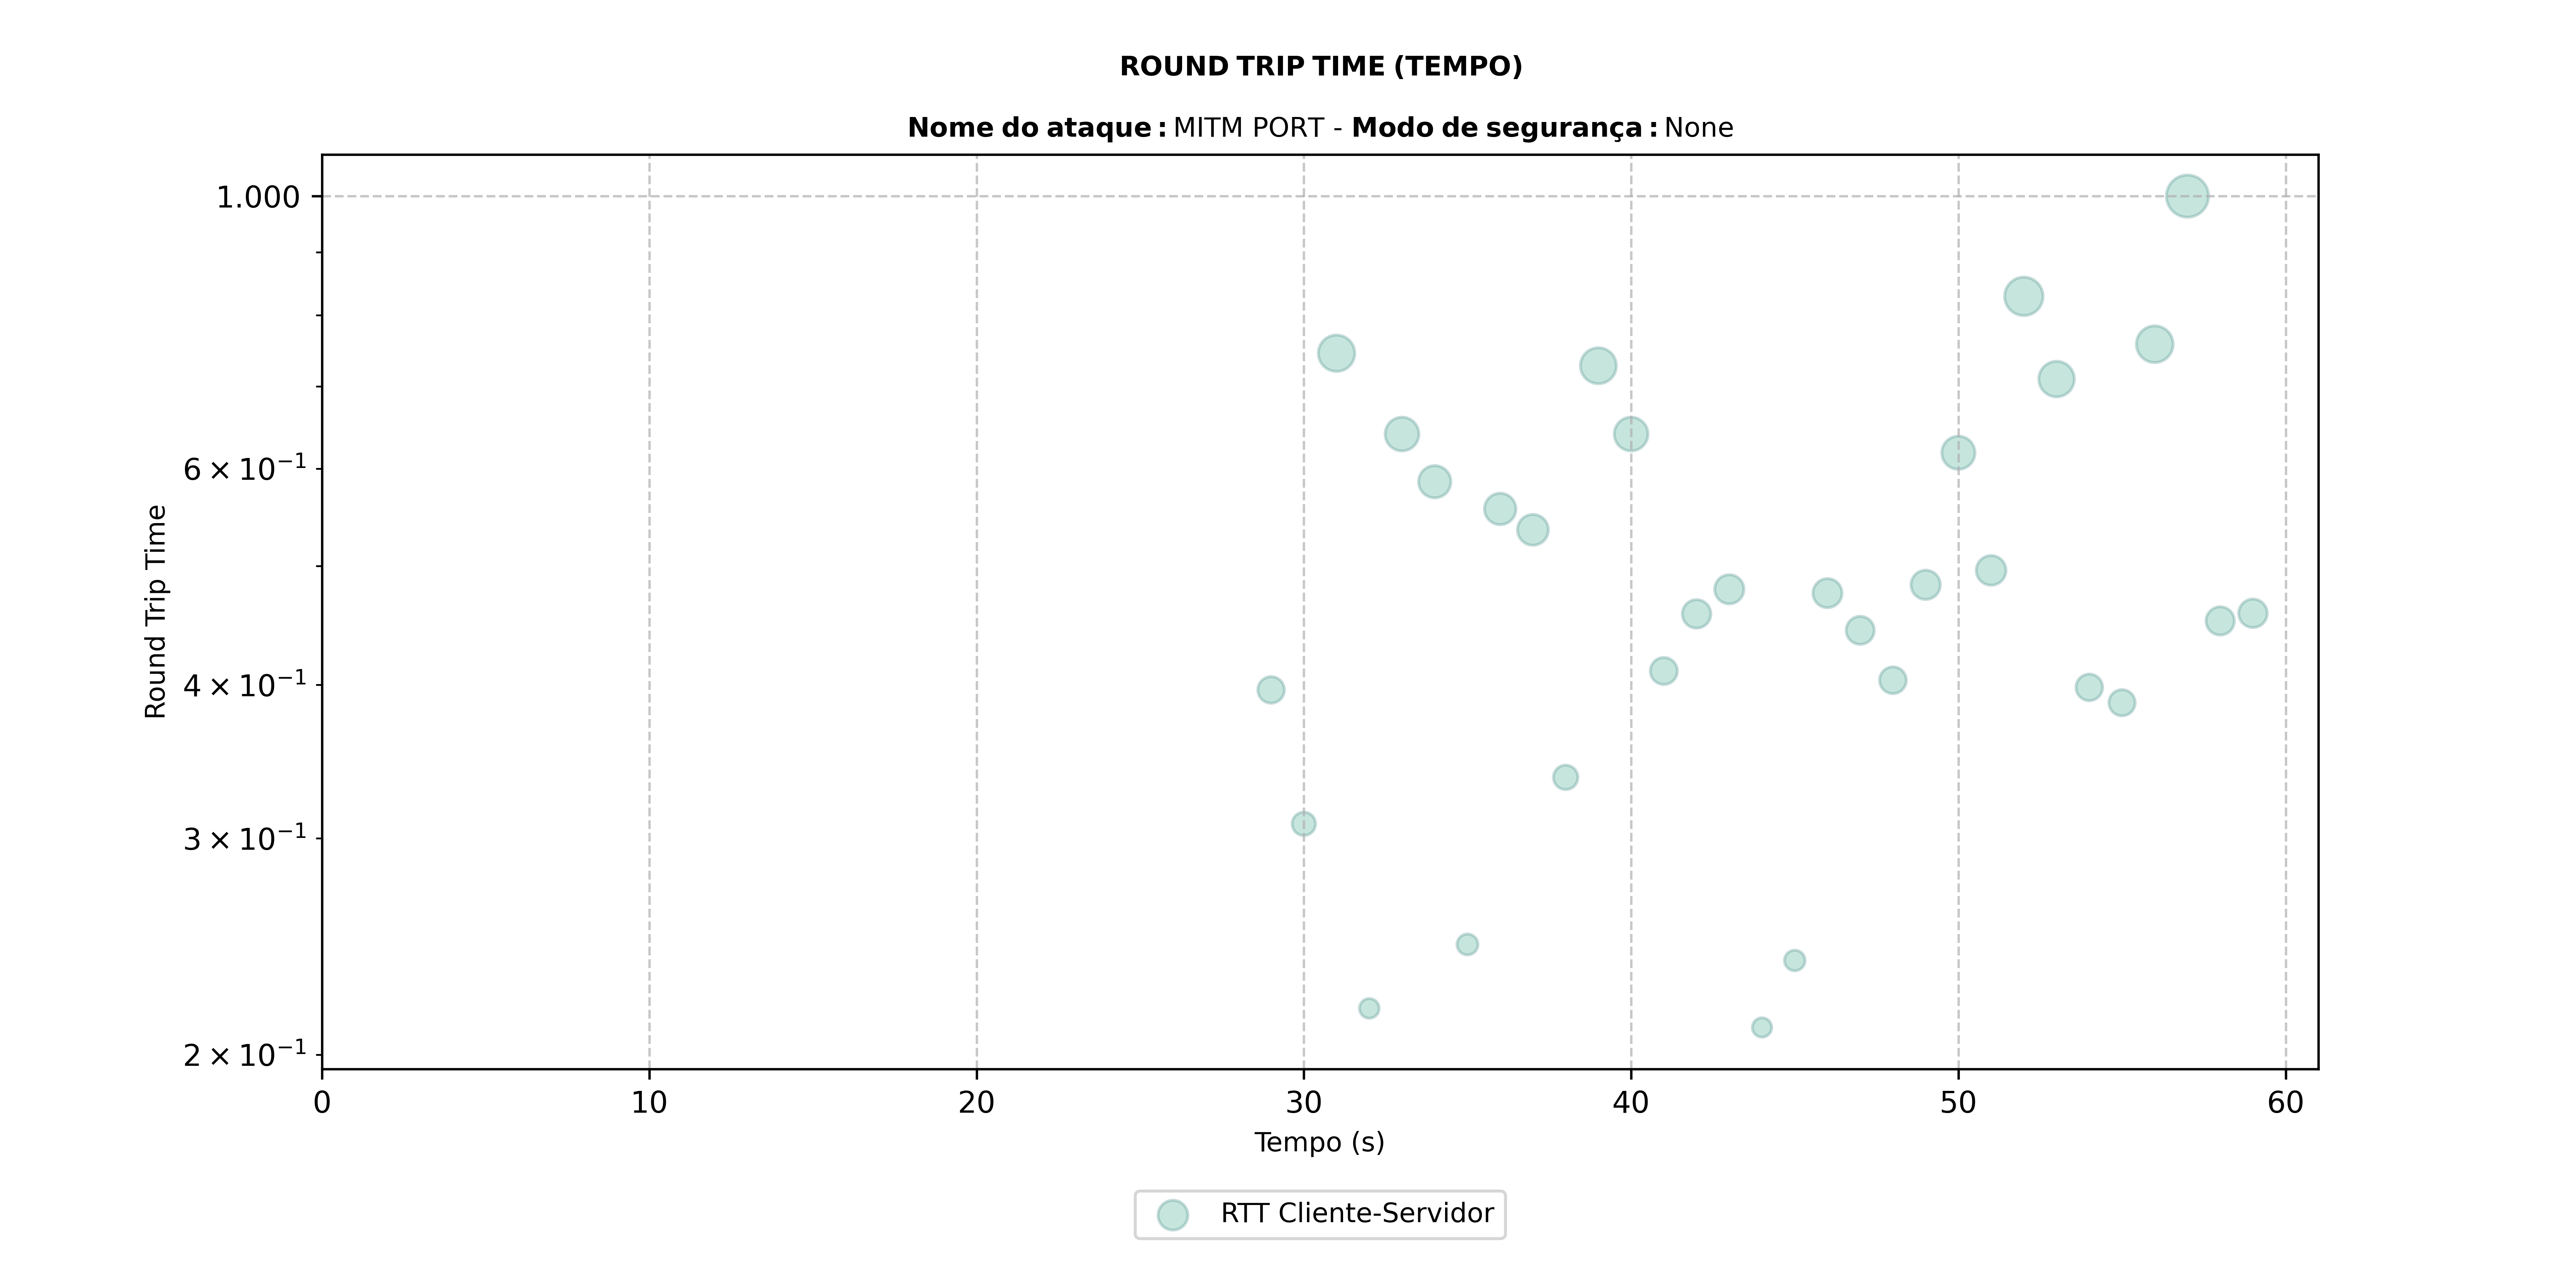 ROUND TRIP TIME (TEMPO)
Nome do ataque : MITM PORT - Modo de segurança : None
1.000
6 × 10⁻¹
4 × 10⁻¹
3 × 10⁻¹
2 × 10⁻¹
Round Trip Time
0 10 20 30 40 50 60
Tempo (s)
RTT Cliente-Servidor